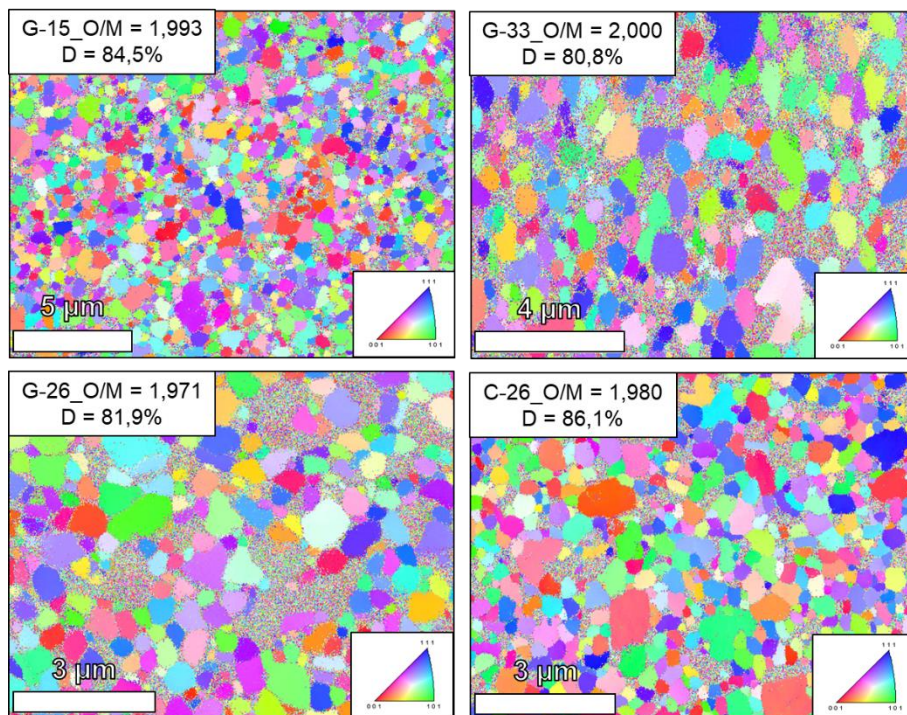 G-15_O/M = 1,993
D = 84,5%
5 µm
111
001 101
G-33_O/M = 2,000
D = 80,8%
4 µm
111
001 101
G-26_O/M = 1,971
D = 81,9%
3 µm
111
001 101
C-26_O/M = 1,980
D = 86,1%
3 µm
111
001 101